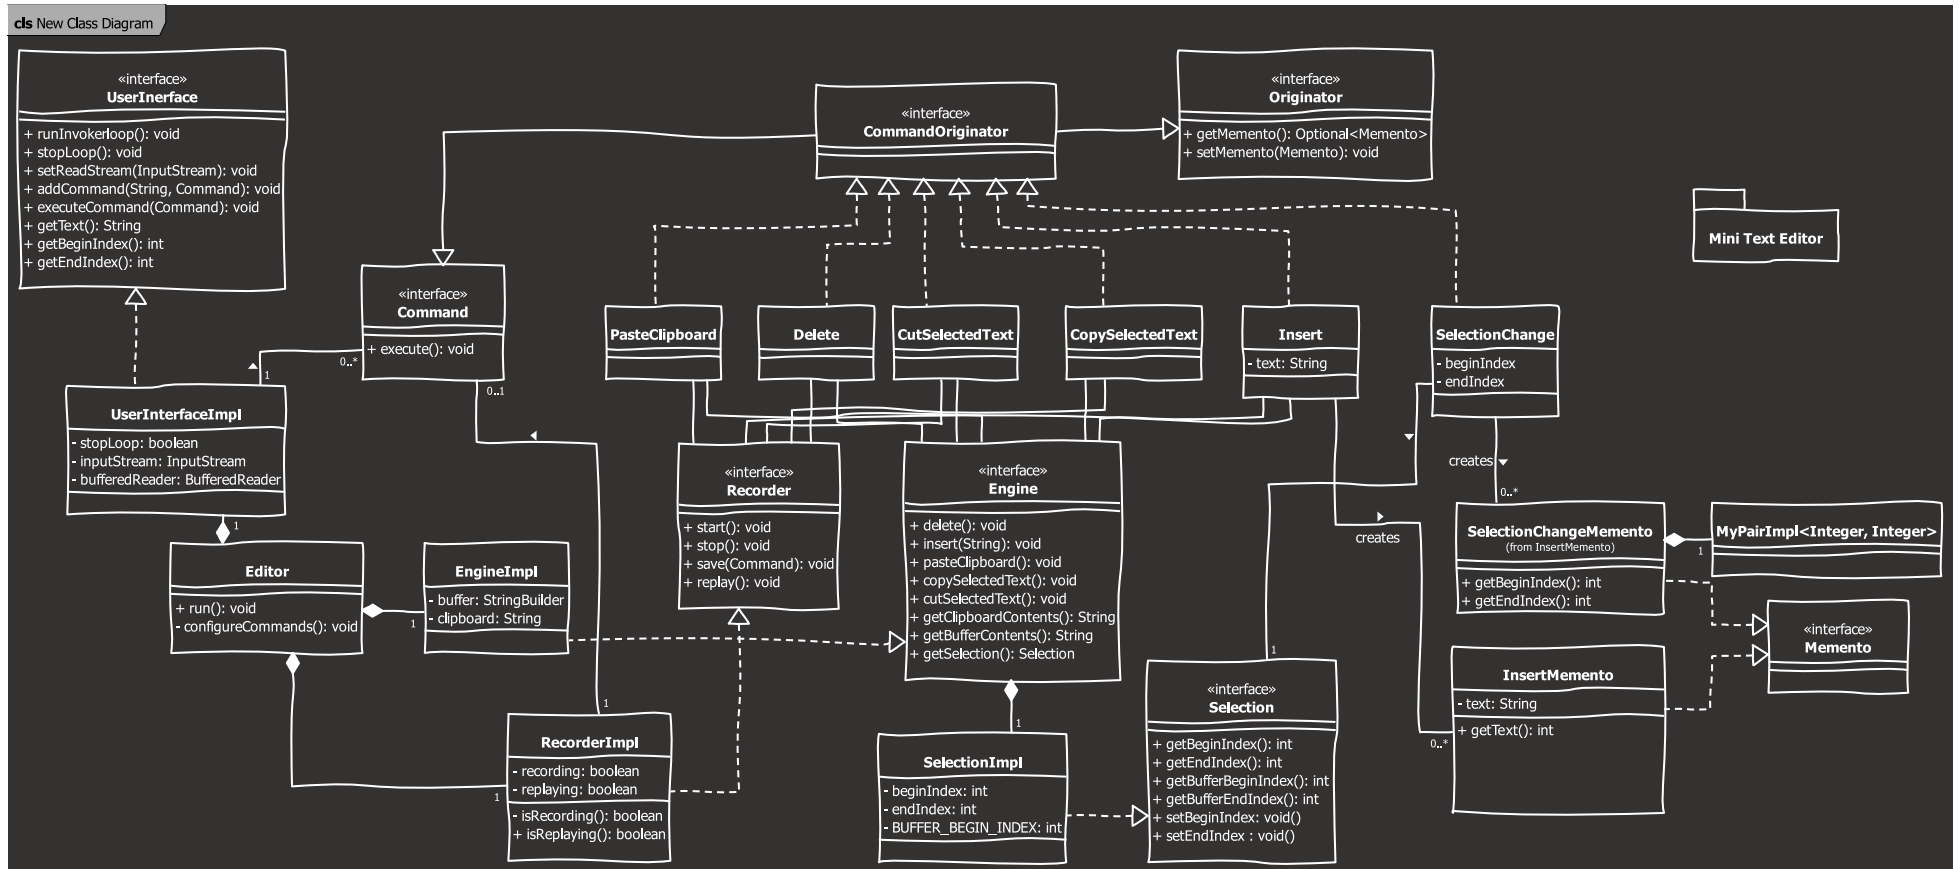 cls New Class Diagram
«interface»
UserInerface
+ runInvokerloop(): void
+ stopLoop(): void
+ setReadStream(InputStream): void
+ addCommand(String, Command): void
+ executeCommand(Command): void
+ getText(): String
+ getBeginIndex(): int
+ getEndIndex(): int
«interface»
CommandOriginator
«interface»
Originator
+ getMemento(): Optional<Memento>
+ setMemento(Memento): void
Mini Text Editor
«interface»
Command
+ execute(): void
0..*
1
0..1
PasteClipboard
Delete
CutSelectedText
CopySelectedText
Insert
- text: String
SelectionChange
- beginIndex
- endIndex
UserInterfaceImpl
- stopLoop: boolean
- inputStream: InputStream
- bufferedReader: BufferedReader
1
«interface»
Recorder
+ start(): void
+ stop(): void
+ save(Command): void
+ replay(): void
«interface»
Engine
+ delete(): void
+ insert(String): void
+ pasteClipboard(): void
+ copySelectedText(): void
+ cutSelectedText(): void
+ getClipboardContents(): String
+ getBufferContents(): String
+ getSelection(): Selection
creates
0..*
SelectionChangeMemento
(from InsertMemento)
+ getBeginIndex(): int
+ getEndIndex(): int
1
MyPairImpl<Integer, Integer>
creates
Editor
+ run(): void
- configureCommands(): void
1
EngineImpl
- buffer: StringBuilder
- clipboard: String
«interface»
Memento
InsertMemento
- text: String
+ getText(): int
0..*
1
1
1
1
RecorderImpl
- recording: boolean
- replaying: boolean
- isRecording(): boolean
+ isReplaying(): boolean
SelectionImpl
- beginIndex: int
- endIndex: int
- BUFFER_BEGIN_INDEX: int
«interface»
Selection
+ getBeginIndex(): int
+ getEndIndex(): int
+ getBufferBeginIndex(): int
+ getBufferEndIndex(): int
+ setBeginIndex: void()
+ setEndIndex : void()